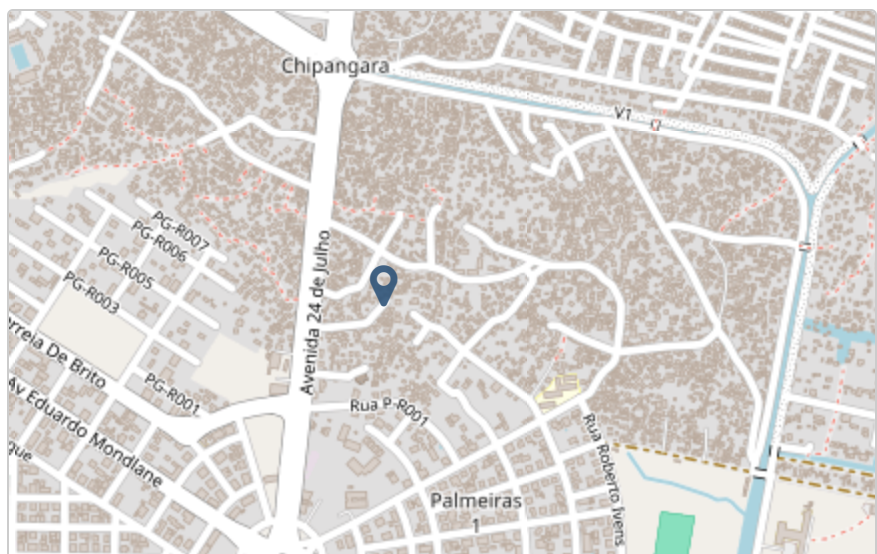 Chipangara
V1
PG-R007
PG-R006
PG-R005
PG-R003
Avenida 24 de Julho
orreia De Brito
PG-R001
Av Eduardo Mondlane
Rua P-R001
que
Rua Roberto Ivens
Palmeiras
1